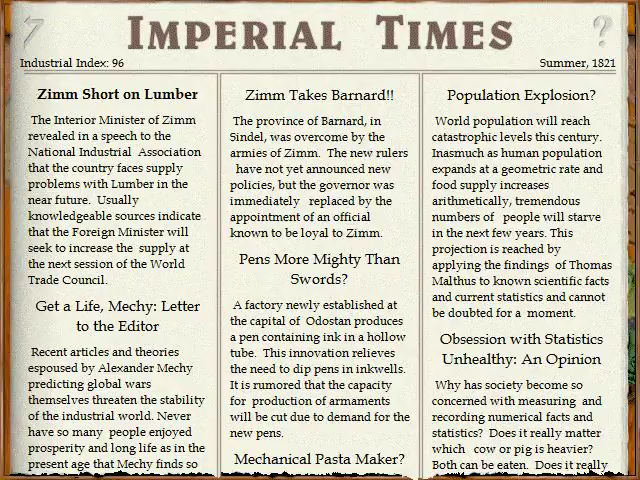 IMPERIAL TIMES
Industrial Index: 96
Summer, 1821
Zimm Short on Lumber
The Interior Minister of Zimm
revealed in a speech to the
National Industrial Association
that the country faces supply
problems with Lumber in the
near future. Usually
knowledgeable sources indicate
that the Foreign Minister will
seek to increase the supply at
the next session of the World
Trade Council.
Get a Life, Mechy: Letter
to the Editor
Recent articles and theories
espoused by Alexander Mechy
predicting global wars
themselves threaten the stability
of the industrial world. Never
have so many people enjoyed
prosperity and long life as in the
present age that Mechy finds so
Zimm Takes Barnard!!
The province of Barnard, in
Sindel, was overcome by the
armies of Zimm. The new rulers
have not yet announced new
policies, but the governor was
immediately replaced by the
appointment of an official
known to be loyal to Zimm.
Pens More Mighty Than
Swords?
A factory newly established at
the capital of Odostan produces
a pen containing ink in a hollow
tube. This innovation relieves
the need to dip pens in inkwells.
It is rumored that the capacity
for production of armaments
will be cut due to demand for the
new pens.
Mechanical Pasta Maker?
Population Explosion?
World population will reach
catastrophic levels this century.
Inasmuch as human population
expands at a geometric rate and
food supply increases
arithmetically, tremendous
numbers of people will starve
in the next few years. This
projection is reached by
applying the findings of Thomas
Malthus to known scientific facts
and current statistics and cannot
be doubted for a moment.
Obsession with Statistics
Unhealthy: An Opinion
Why has society become so
concerned with measuring and
recording numerical facts and
statistics? Does it really matter
which cow or pig is heavier?
Both can be eaten. Does it really